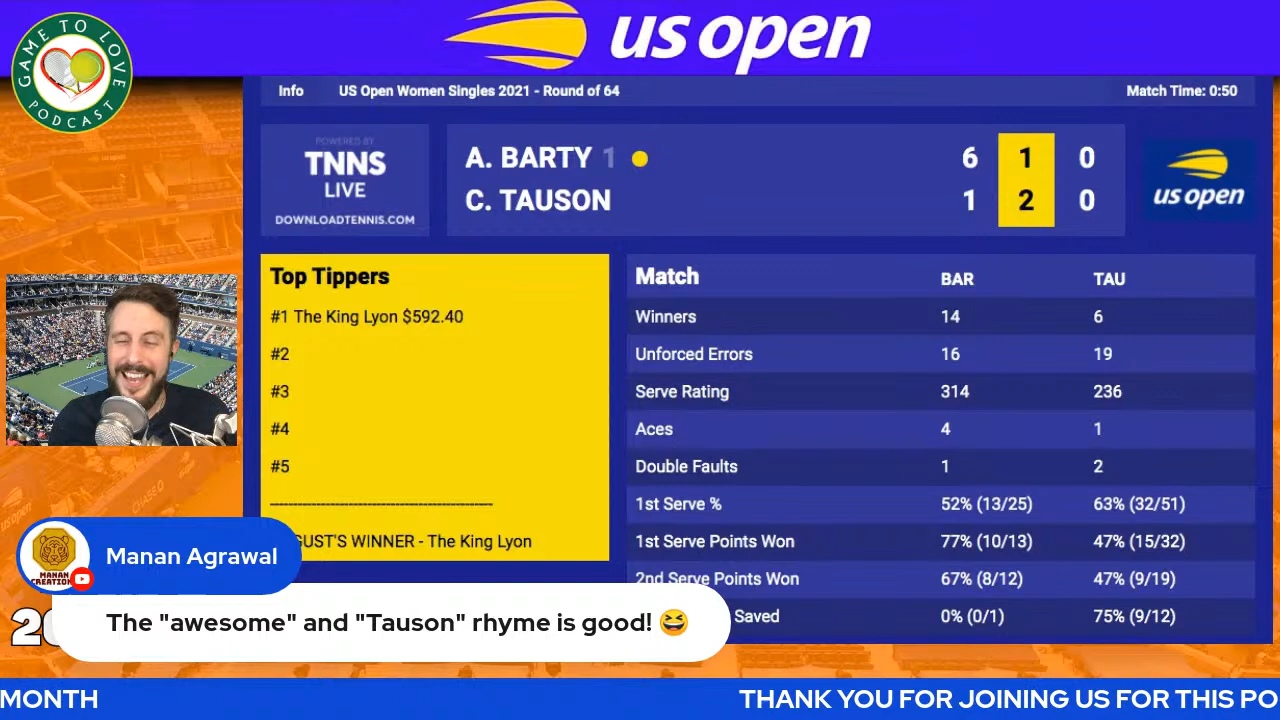 GAME TO LOVE
PODCAST
us open
Info US Open Women Singles 2021 - Round of 64 Match Time: 0:50
POWERED BY
TNNS
LIVE
DOWNLOADTENNIS.COM
A. BARTY 1 6 1 0
C. TAUSON 1 2 0
us open
Top Tippers
#1 The King Lyon $592.40
#2
#3
#4
#5
------------------------------------------------
GUST'S WINNER - The King Lyon
Match BAR TAU
Winners 14 6
Unforced Errors 16 19
Serve Rating 314 236
Aces 4 1
Double Faults 1 2
1st Serve % 52% (13/25) 63% (32/51)
1st Serve Points Won 77% (10/13) 47% (15/32)
2nd Serve Points Won 67% (8/12) 47% (9/19)
Saved 0% (0/1) 75% (9/12)
us open
CHASE
MANAN
CREATION
Manan Agrawal
The "awesome" and "Tauson" rhyme is good! 😆
MONTH THANK YOU FOR JOINING US FOR THIS PO